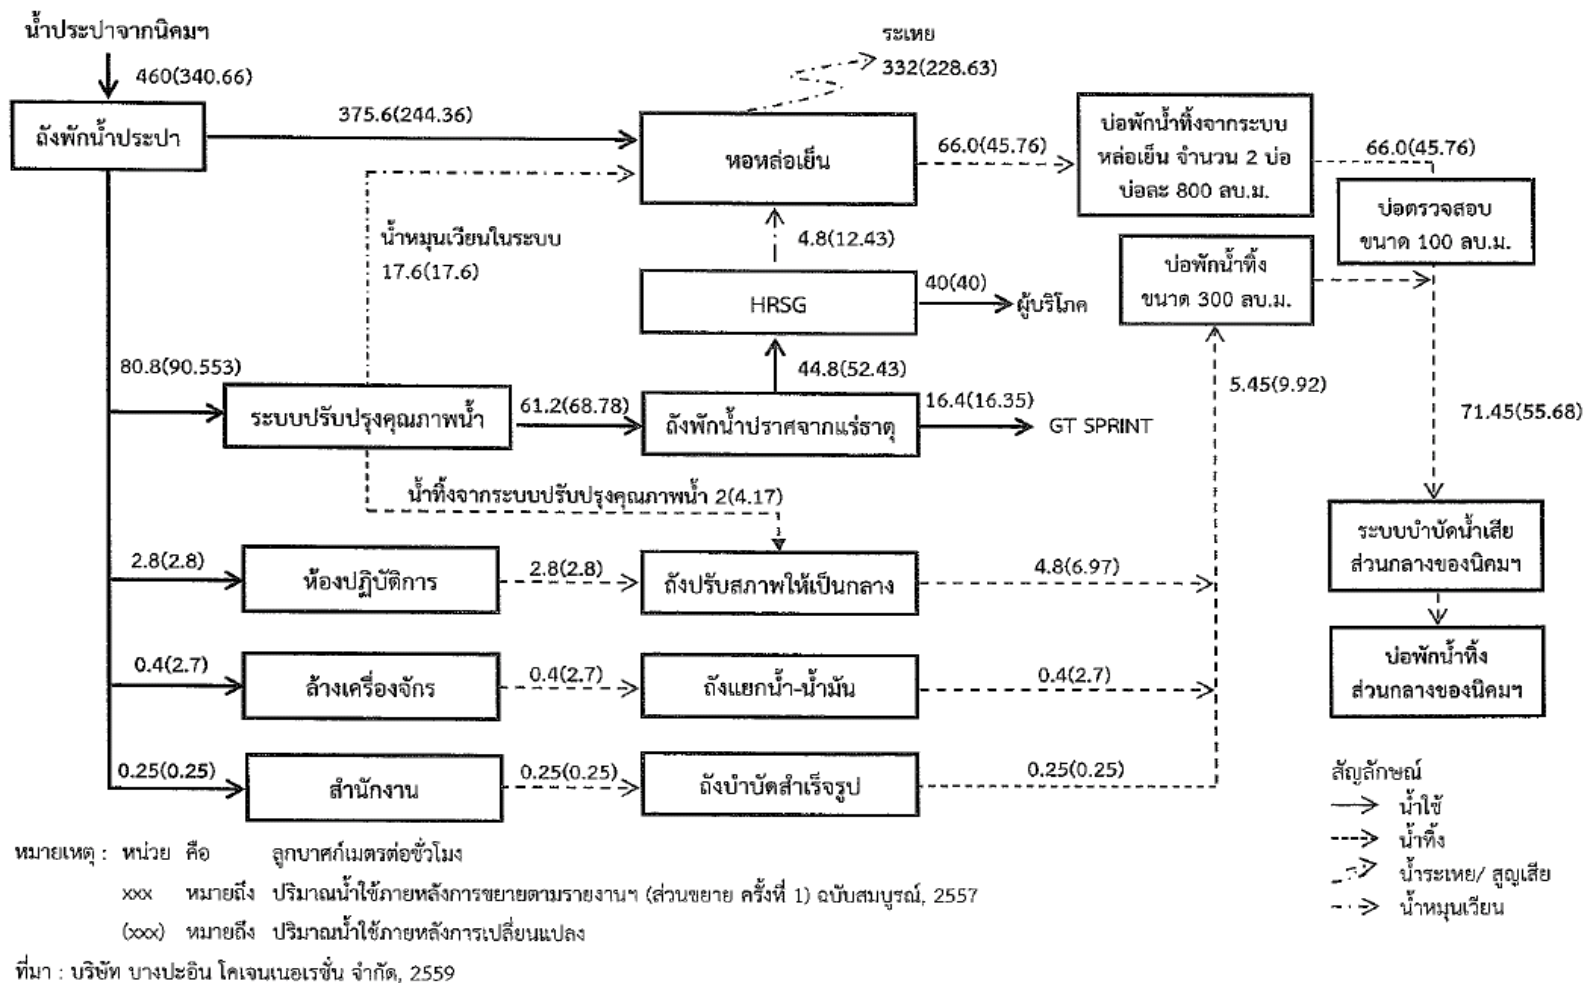 น้ำประปาจากนิคมฯ
460(340.66)
ถังพักน้ำประปา
375.6(244.36)
ระเหย
332(228.63)
หอหล่อเย็น
66.0(45.76)
บ่อพักน้ำทิ้งจากระบบ
หล่อเย็น จำนวน 2 บ่อ
บ่อละ 800 ลบ.ม.
66.0(45.76)
บ่อตรวจสอบ
ขนาด 100 ลบ.ม.
น้ำหมุนเวียนในระบบ
17.6(17.6)
4.8(12.43)
บ่อพักน้ำทิ้ง
ขนาด 300 ลบ.ม.
HRSG
40(40)
ผู้บริโภค
80.8(90.553)
44.8(52.43)
5.45(9.92)
ระบบปรับปรุงคุณภาพน้ำ
61.2(68.78)
ถังพักน้ำปราศจากแร่ธาตุ
16.4(16.35)
GT SPRINT
71.45(55.68)
น้ำทิ้งจากระบบปรับปรุงคุณภาพน้ำ 2(4.17)
ระบบบำบัดน้ำเสีย
ส่วนกลางของนิคมฯ
2.8(2.8)
ห้องปฏิบัติการ
2.8(2.8)
ถังปรับสภาพให้เป็นกลาง
4.8(6.97)
บ่อพักน้ำทิ้ง
ส่วนกลางของนิคมฯ
0.4(2.7)
ล้างเครื่องจักร
0.4(2.7)
ถังแยกน้ำ-น้ำมัน
0.4(2.7)
0.25(0.25)
สำนักงาน
0.25(0.25)
ถังบำบัดสำเร็จรูป
0.25(0.25)
สัญลักษณ์
น้ำใช้
น้ำทิ้ง
น้ำระเหย/ สูญเสีย
น้ำหมุนเวียน
หมายเหตุ : หน่วย คือ ลูกบาศก์เมตรต่อชั่วโมง
xxx หมายถึง ปริมาณน้ำใช้ภายหลังการขยายตามรายงานฯ (ส่วนขยาย ครั้งที่ 1) ฉบับสมบูรณ์, 2557
(xxx) หมายถึง ปริมาณน้ำใช้ภายหลังการเปลี่ยนแปลง
ที่มา : บริษัท บางปะอิน โคเจนเนอเรชั่น จำกัด, 2559